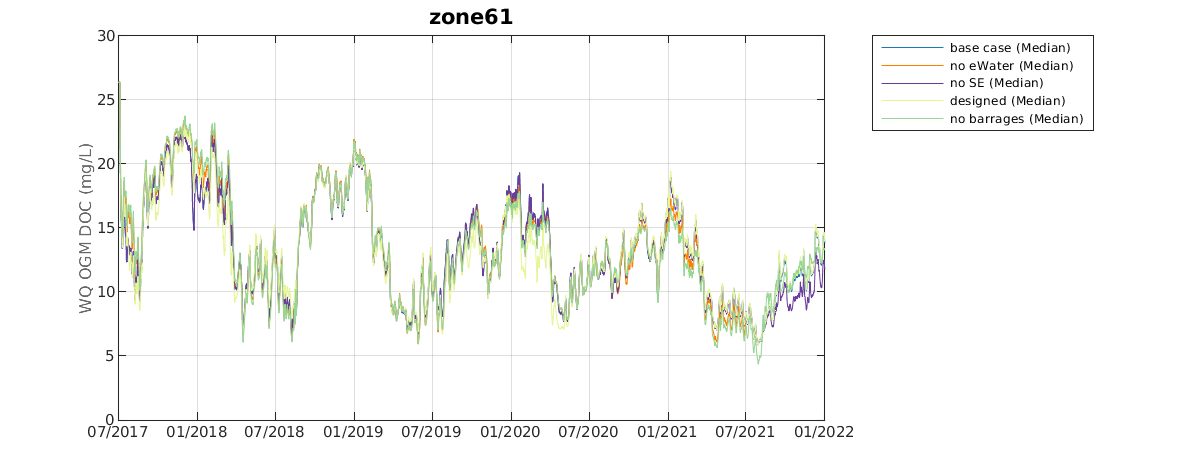 zone61
WQ OGM DOC (mg/L)
30
25
20
15
10
5
0
07/2017 01/2018 07/2018 01/2019 07/2019 01/2020 07/2020 01/2021 07/2021 01/2022
base case (Median)
no eWater (Median)
no SE (Median)
designed (Median)
no barrages (Median)